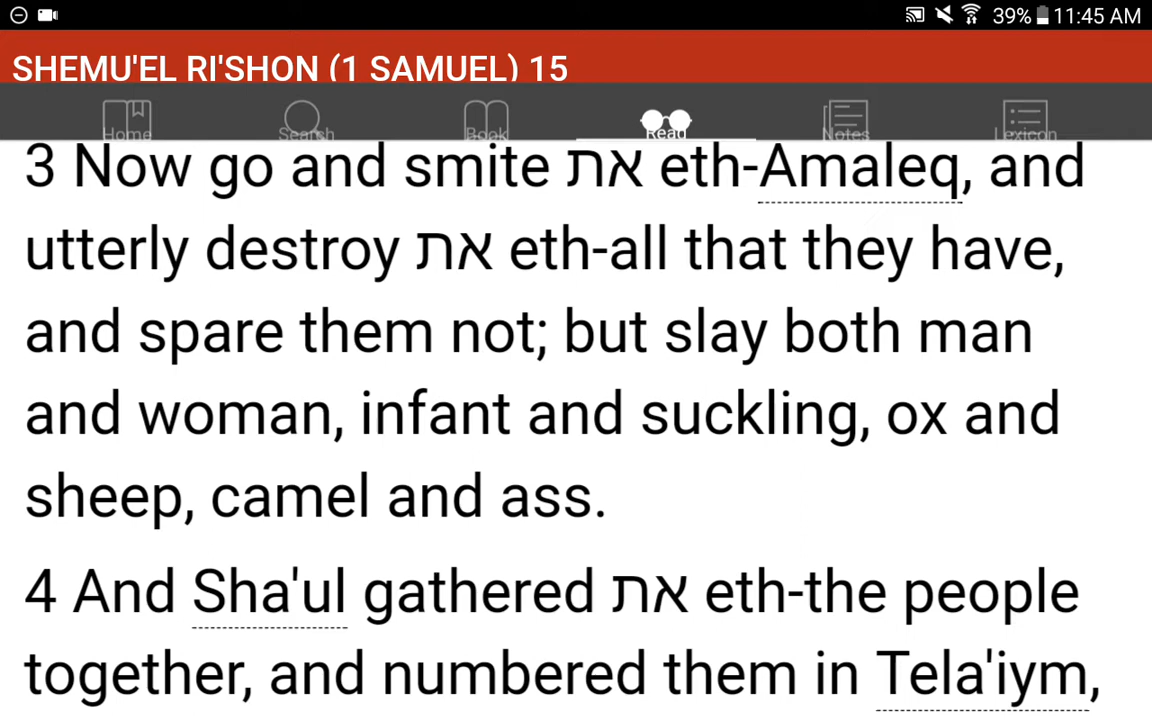 39% 11:45 AM
SHEMU'EL RI'SHON (1 SAMUEL) 15
Home Search Book Read Notes Lexicon
3 Now go and smite את eth-Amaleq, and
utterly destroy את eth-all that they have,
and spare them not; but slay both man
and woman, infant and suckling, ox and
sheep, camel and ass.
4 And Sha'ul gathered את eth-the people
together, and numbered them in Tela'iym,